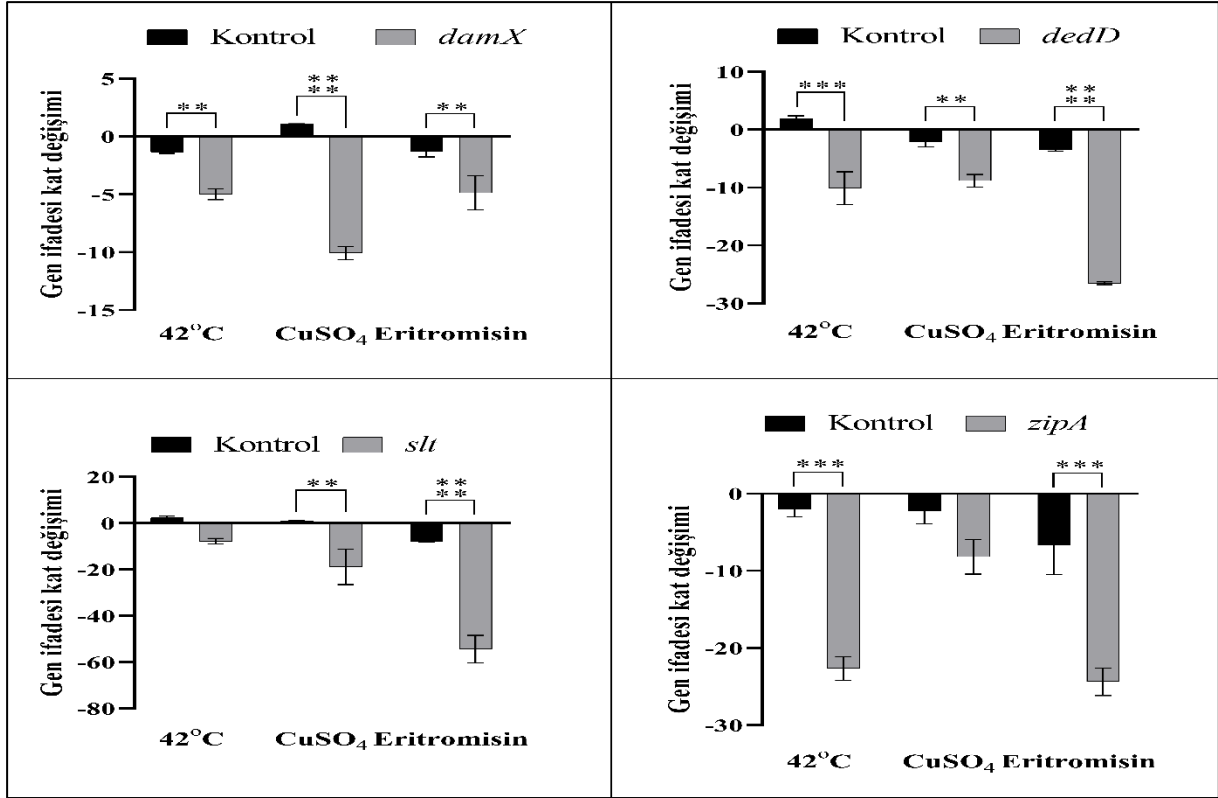 Kontrol damX
Gen ifadesi kat değişimi
5
0
-5
-10
-15
** **** **
42°C CuSO₄ Eritromisin
Kontrol dedD
Gen ifadesi kat değişimi
10
0
-10
-20
-30
*** ** ****
42°C CuSO₄ Eritromisin
Kontrol slt
Gen ifadesi kat değişimi
20
0
-20
-40
-60
-80
** ****
42°C CuSO₄ Eritromisin
Kontrol zipA
Gen ifadesi kat değişimi
0
-10
-20
-30
*** ***
42°C CuSO₄ Eritromisin